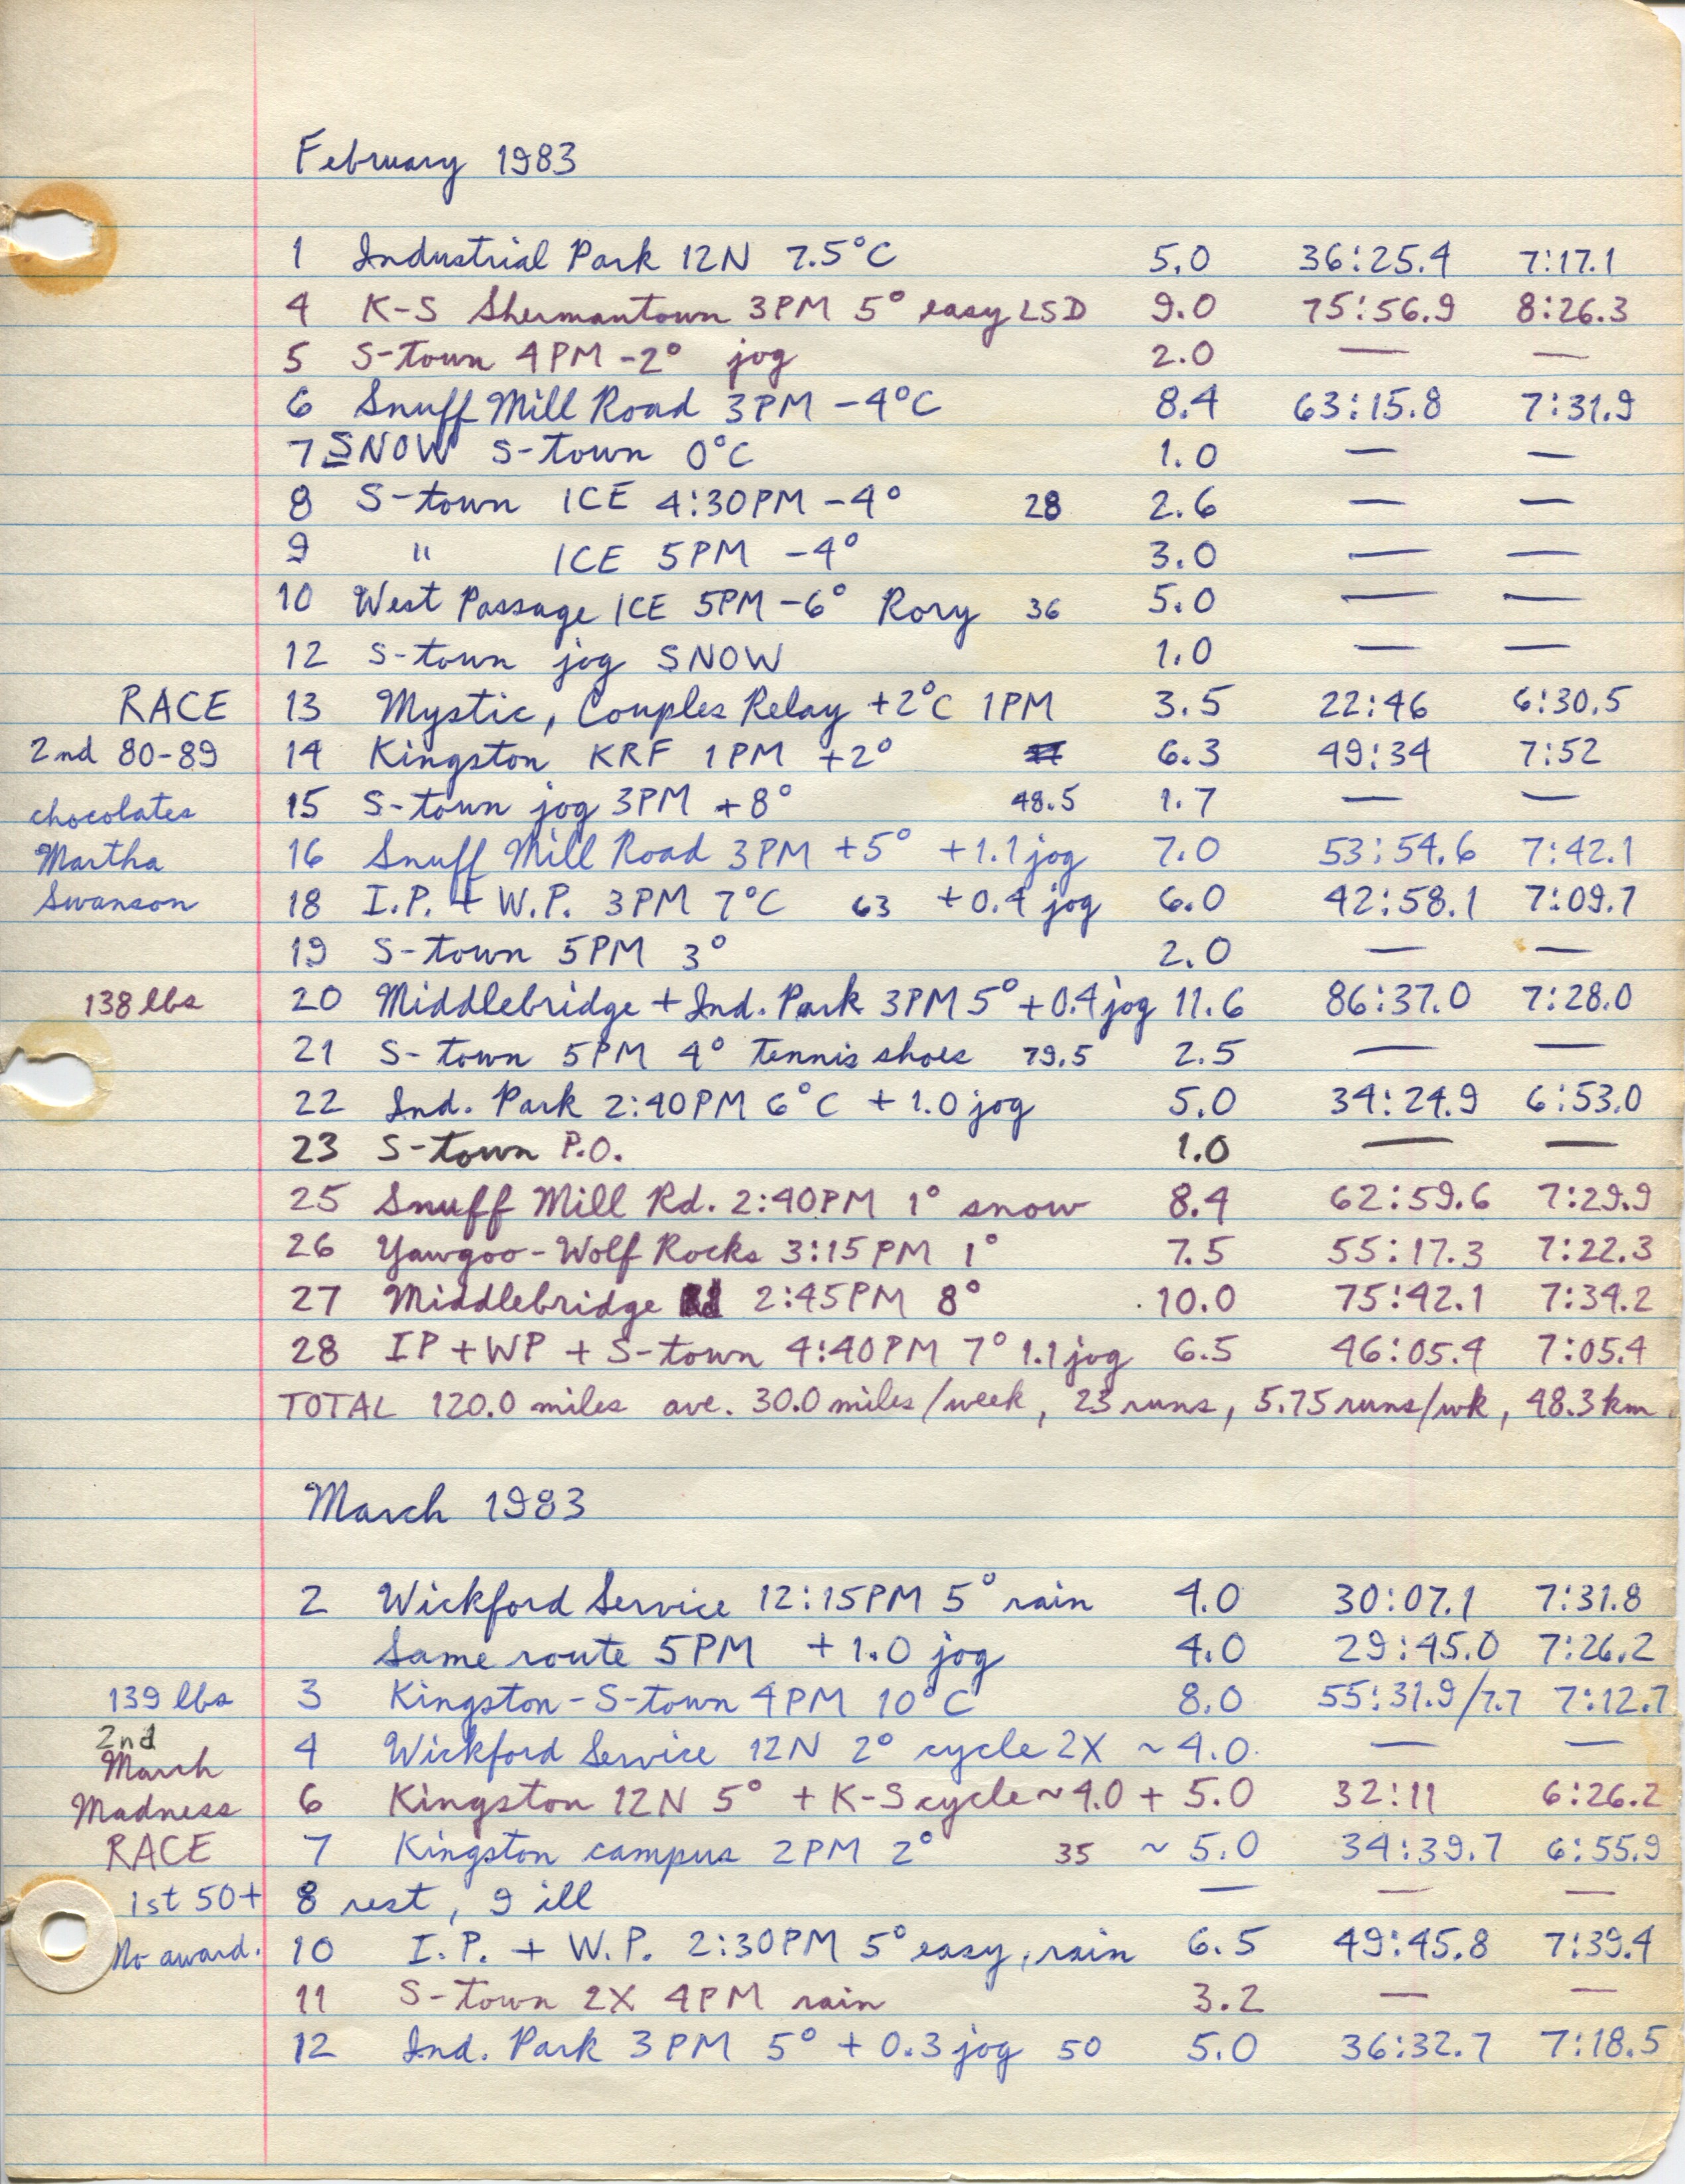 February 1983
1 Industrial Park 12N 7.5°C 5.0 36:25.4 7:17.1
4 K-S Shermantown 3PM 5° easy LSD 9.0 75:56.9 8:26.3
5 S-town 4PM -2° jog 2.0 — —
6 Snuff Mill Road 3PM -4°C 8.4 63:15.8 7:31.9
7 SNOW S-town 0°C 1.0 — —
8 S-town ICE 4:30PM -4° 28 2.6 — —
9 " ICE 5PM -4° 3.0 — —
10 West Passage ICE 5PM -6° Rory 36 5.0 — —
12 S-town jog SNOW 1.0 — —
RACE 13 Mystic, Couples Relay +2°C 1PM 3.5 22:46 6:30.5
2nd 80-89 14 Kingston KRF 1PM +2° 6.3 49:34 7:52
chocolates 15 S-town jog 3PM +8° 48.5 1.7 — —
Martha 16 Snuff Mill Road 3PM +5° +1.1 jog 7.0 53:54.6 7:42.1
Swanson 18 I.P. + W.P. 3PM 7°C 63 +0.4 jog 6.0 42:58.1 7:09.7
19 S-town 5PM 3° 2.0 — —
138 lbs 20 Middlebridge + Ind. Park 3PM 5° +0.4 jog 11.6 86:37.0 7:28.0
21 S-town 5PM 4° tennis shoes 79.5 2.5 — —
22 Ind. Park 2:40PM 6°C + 1.0 jog 5.0 34:24.9 6:53.0
23 S-town P.O. 1.0 — —
25 Snuff Mill Rd. 2:40PM 1° snow 8.4 62:59.6 7:29.9
26 Yawgoo-Wolf Rocks 3:15PM 1° 7.5 55:17.3 7:22.3
27 Middlebridge 2:45PM 8° 10.0 75:42.1 7:34.2
28 IP + WP + S-town 4:40PM 7° 1.1 jog 6.5 46:05.4 7:05.4
TOTAL 120.0 miles ave. 30.0 miles/week, 23 runs, 5.75 runs/wk, 48.3 km
March 1983
2 Wickford Service 12:15PM 5° rain 4.0 30:07.1 7:31.8
Same route 5PM + 1.0 jog 4.0 29:45.0 7:26.2
139 lbs 3 Kingston-S-town 4PM 10°C 8.0 55:31.9/7.7 7:12.7
2nd
March 4 Wickford Service 12N 2° cycle 2X ~4.0 — —
Madness 6 Kingston 12N 5° + K-S cycle ~4.0 + 5.0 32:11 6:26.2
RACE 7 Kingston campus 2PM 2° 35 ~ 5.0 34:39.7 6:55.9
1st 50+ 8 rest, 9 ill — — —
No award. 10 I.P. + W.P. 2:30PM 5° easy, rain 6.5 49:45.8 7:39.4
11 S-town 2X 4PM rain 3.2 — —
12 Ind. Park 3PM 5° + 0.3 jog 50 5.0 36:32.7 7:18.5